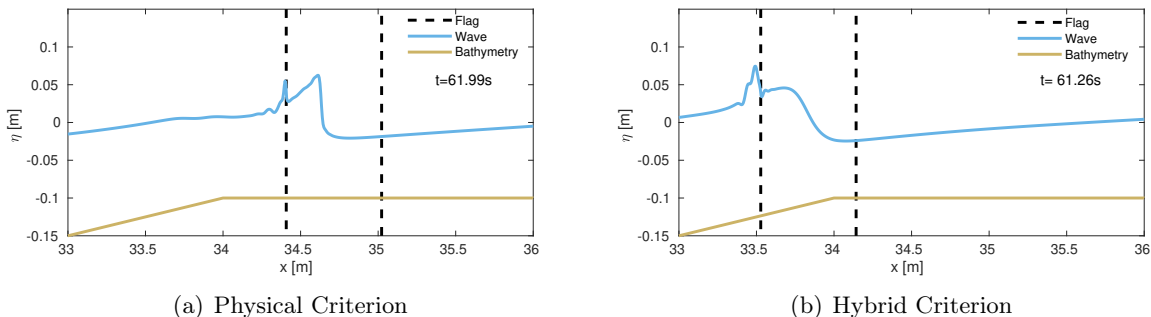 0.1
0.05
0
-0.05
-0.1
-0.15
η [m]
33 33.5 34 34.5 35 35.5 36
x [m]
Flag
Wave
Bathymetry
t=61.99s
(a) Physical Criterion
0.1
0.05
0
-0.05
-0.1
-0.15
η [m]
33 33.5 34 34.5 35 35.5 36
x [m]
Flag
Wave
Bathymetry
t= 61.26s
(b) Hybrid Criterion